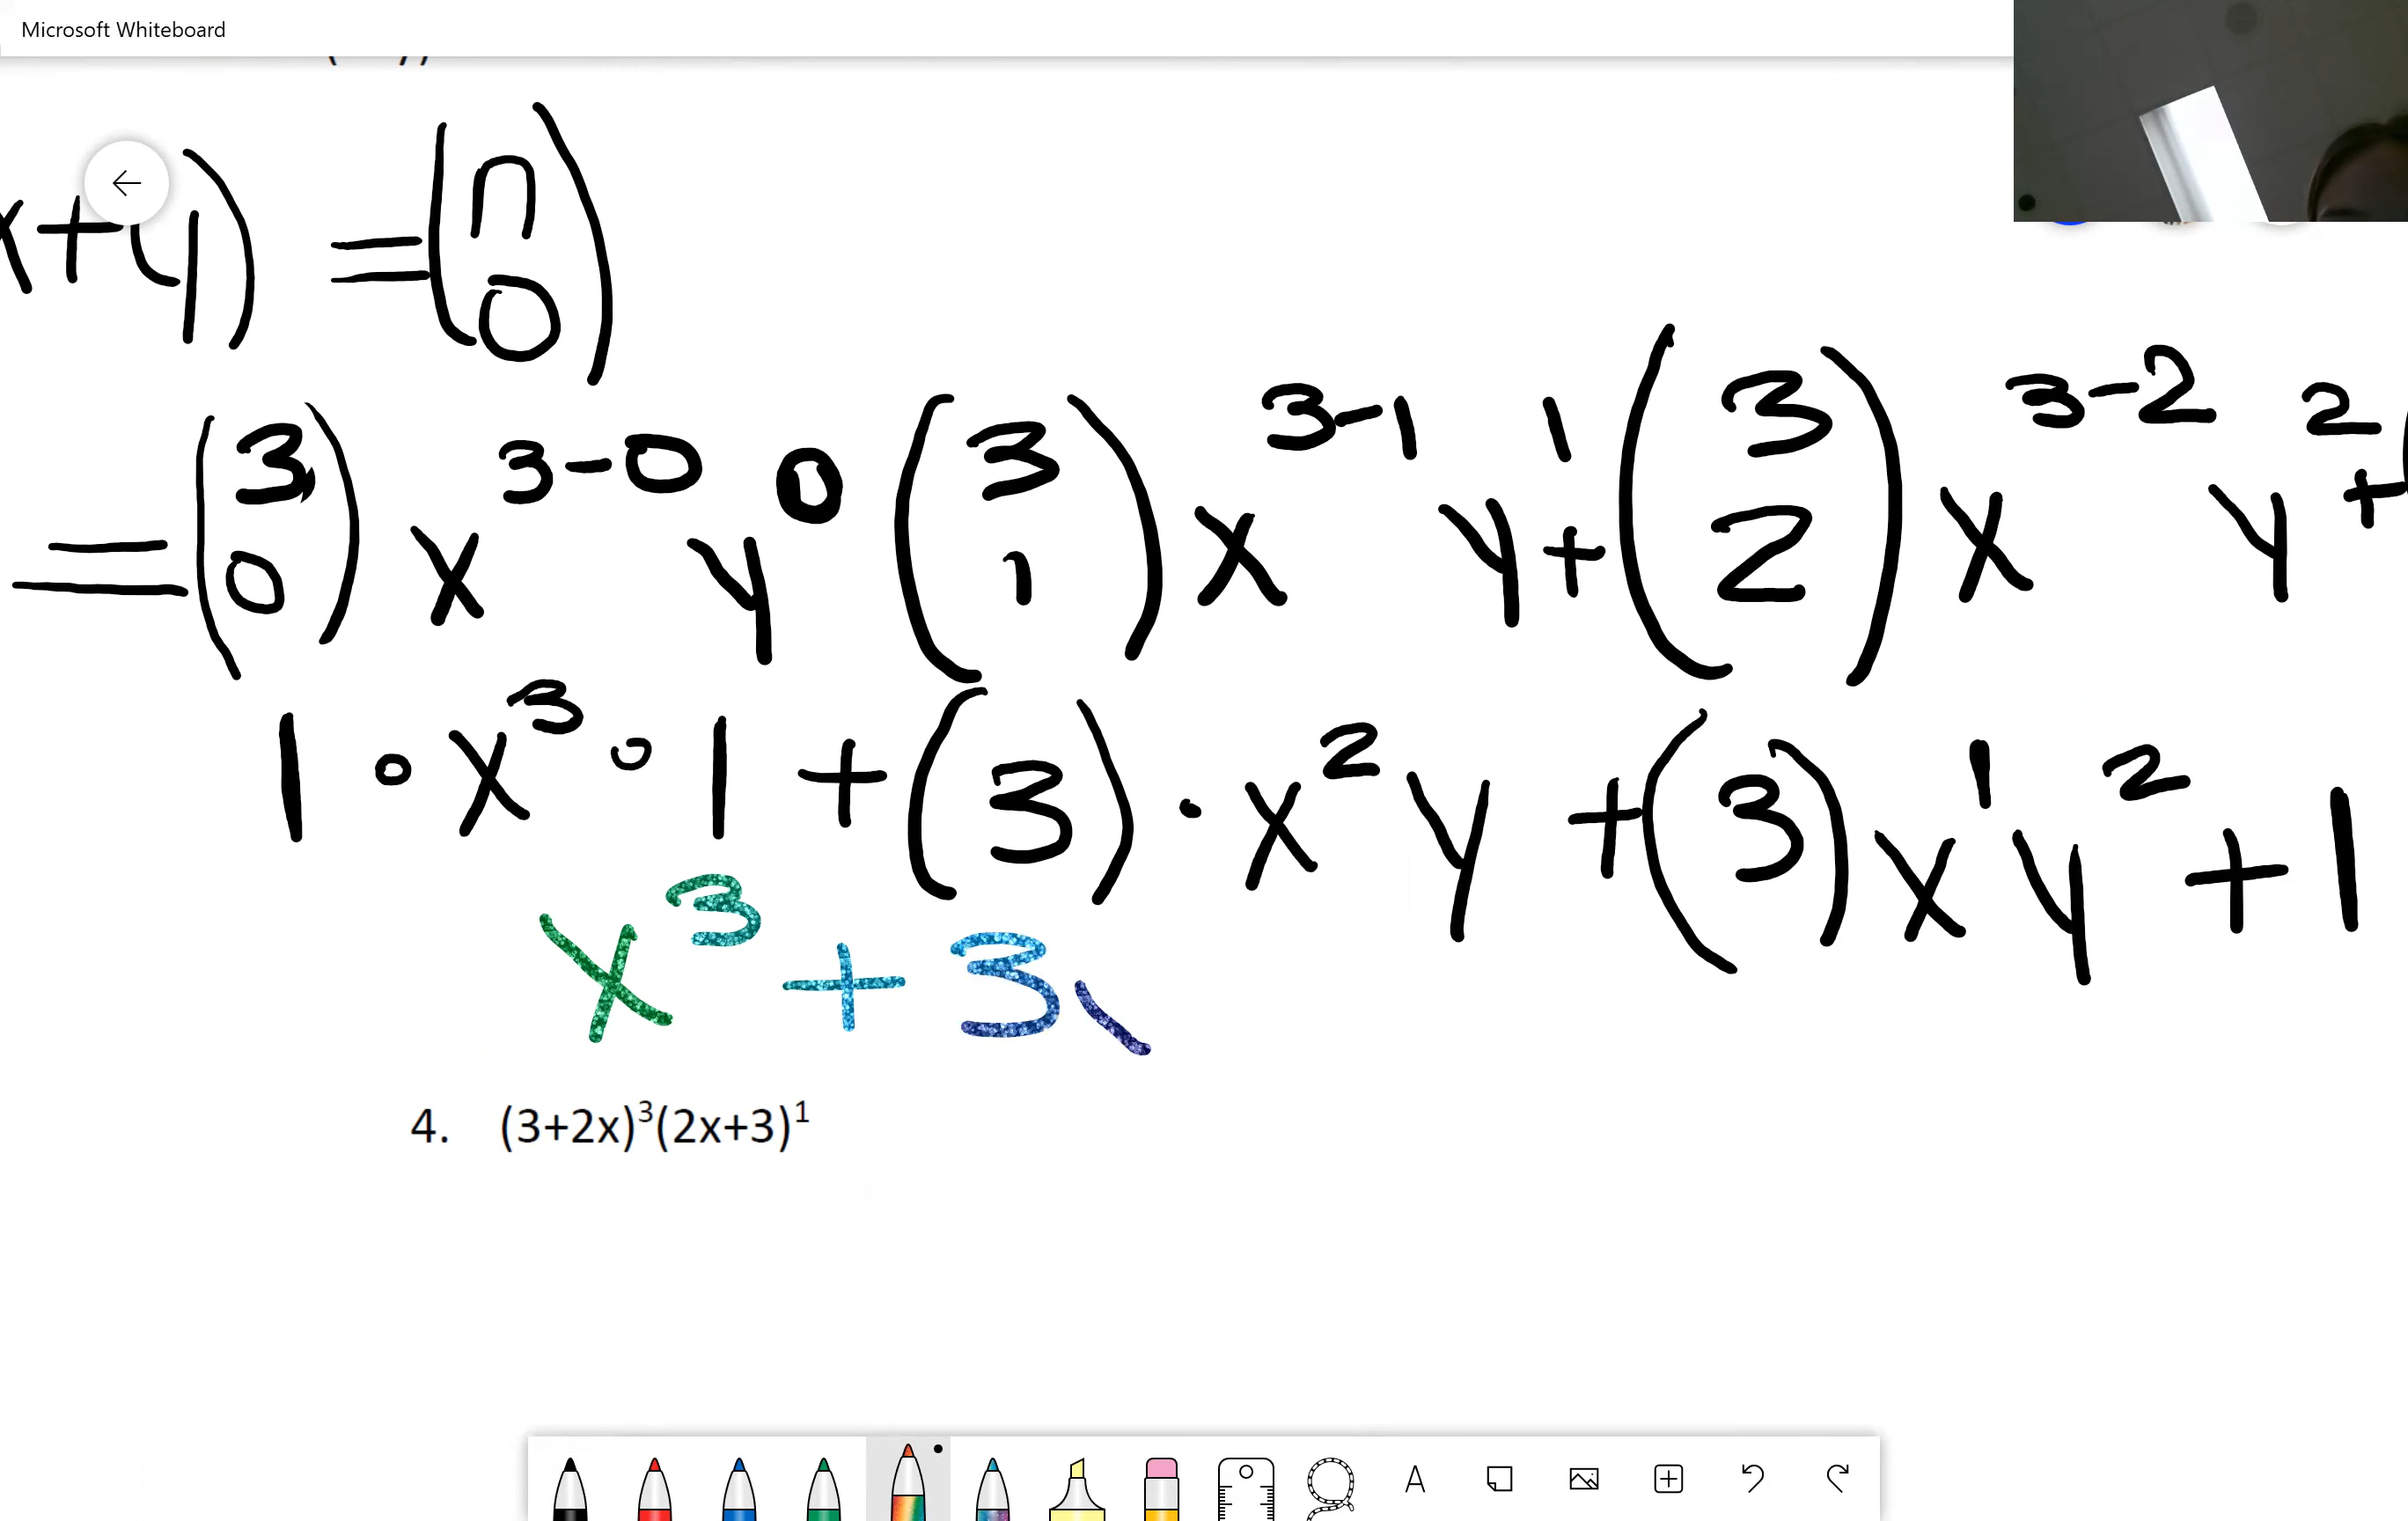 Microsoft Whiteboard
x+y) = (n 0)
= (3 0) x^3-0 y^0 (3 1) x^3-1 y^1 + (3 2) x^3-2 y^2 +
1 · x^3 · 1 + (3) · x^2 y + (3) x^1 y^2 + 1
x^3 + 3
4. (3+2x)^3(2x+3)^1
A